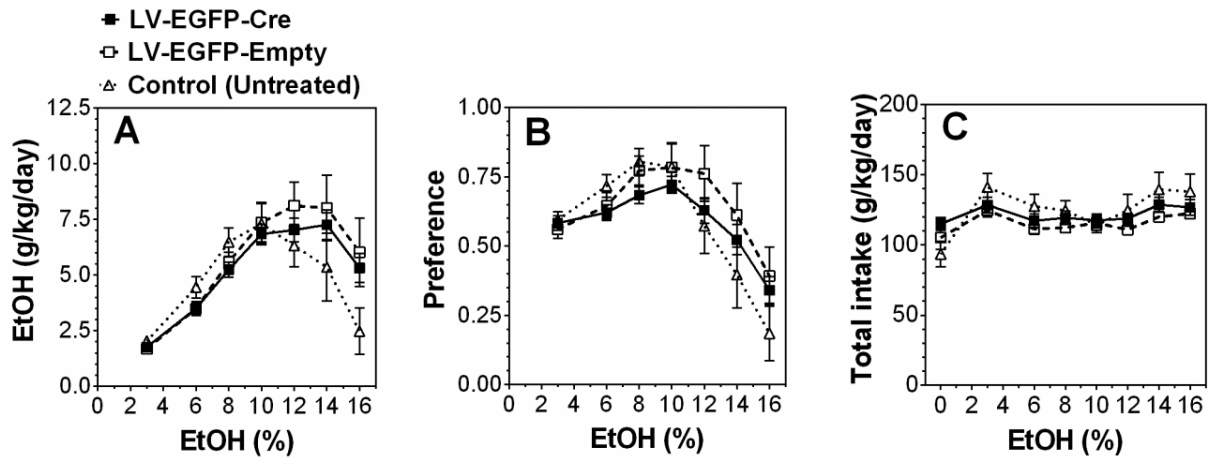 LV-EGFP-Cre
LV-EGFP-Empty
Control (Untreated)
A
EtOH (g/kg/day)
12.5
10.0
7.5
5.0
2.5
0.0
0 2 4 6 8 10 12 14 16
EtOH (%)
B
Preference
1.00
0.75
0.50
0.25
0.00
0 2 4 6 8 10 12 14 16
EtOH (%)
C
Total intake (g/kg/day)
200
150
100
50
0
0 2 4 6 8 10 12 14 16
EtOH (%)